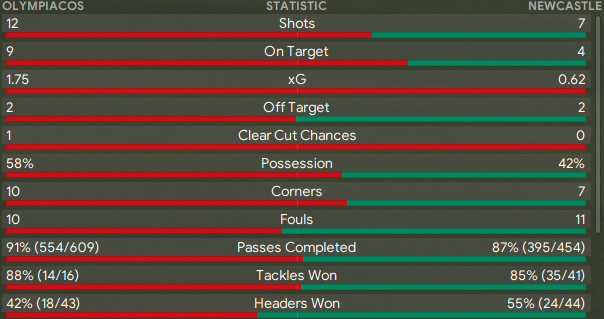 OLYMPIACOS STATISTIC NEWCASTLE
12 Shots 7
9 On Target 4
1.75 xG 0.62
2 Off Target 2
1 Clear Cut Chances 0
58% Possession 42%
10 Corners 7
10 Fouls 11
91% (554/609) Passes Completed 87% (395/454)
88% (14/16) Tackles Won 85% (35/41)
42% (18/43) Headers Won 55% (24/44)